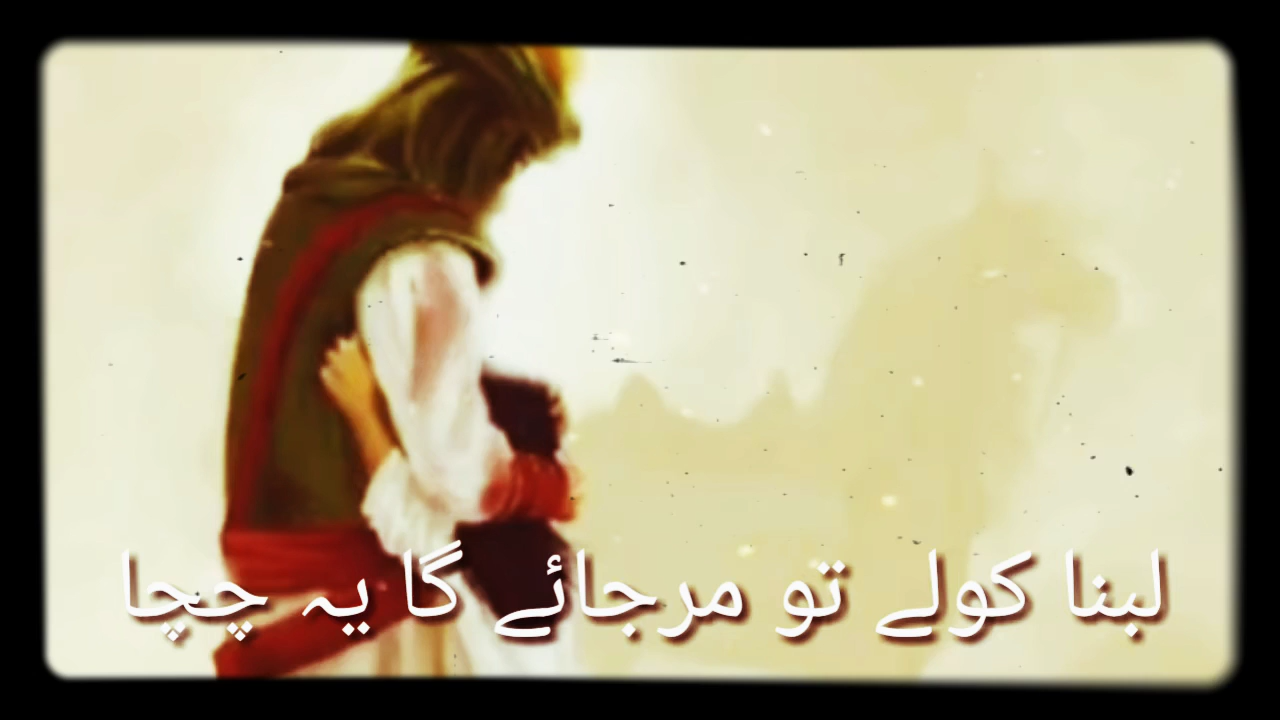 لبنا کولے تو مرجائے گا یہ چچا